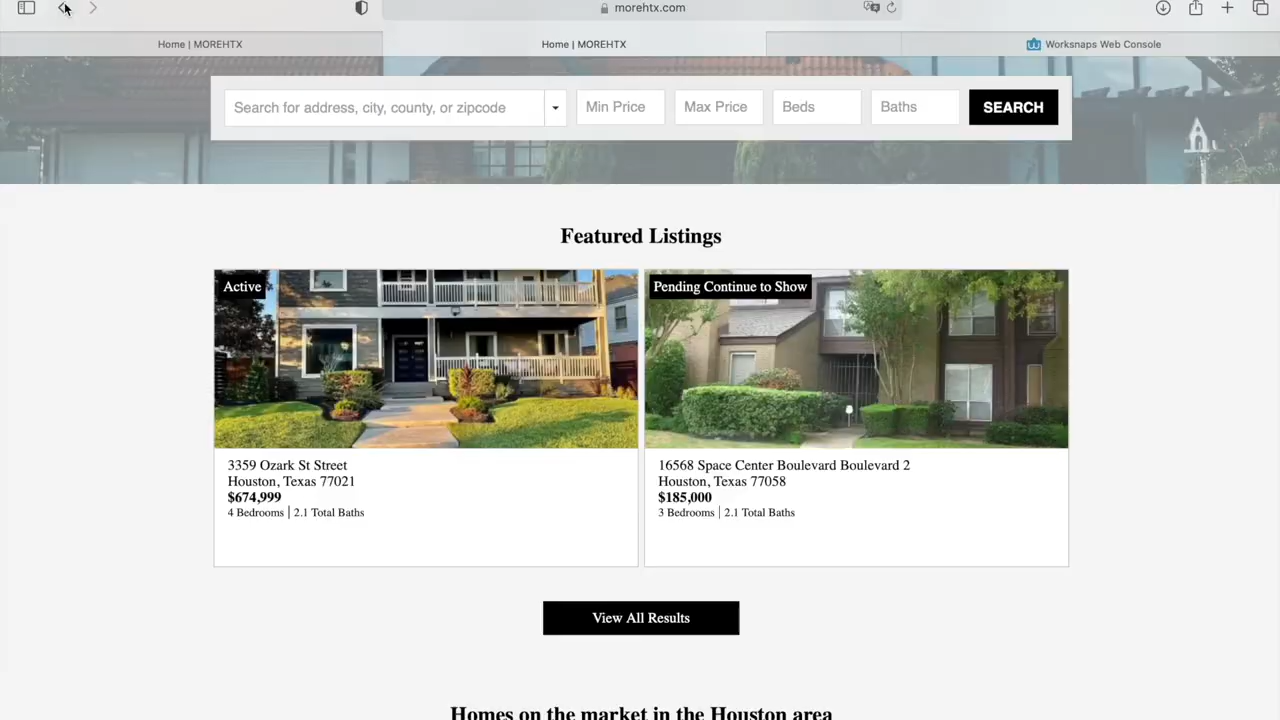 morehtx.com
Home | MOREHTX
Home | MOREHTX
Worksnaps Web Console
Search for address, city, county, or zipcode
Min Price
Max Price
Beds
Baths
SEARCH
Featured Listings
Active
3359 Ozark St Street
Houston, Texas 77021
$674,999
4 Bedrooms | 2.1 Total Baths
Pending Continue to Show
16568 Space Center Boulevard Boulevard 2
Houston, Texas 77058
$185,000
3 Bedrooms | 2.1 Total Baths
View All Results
Homes on the market in the Houston area